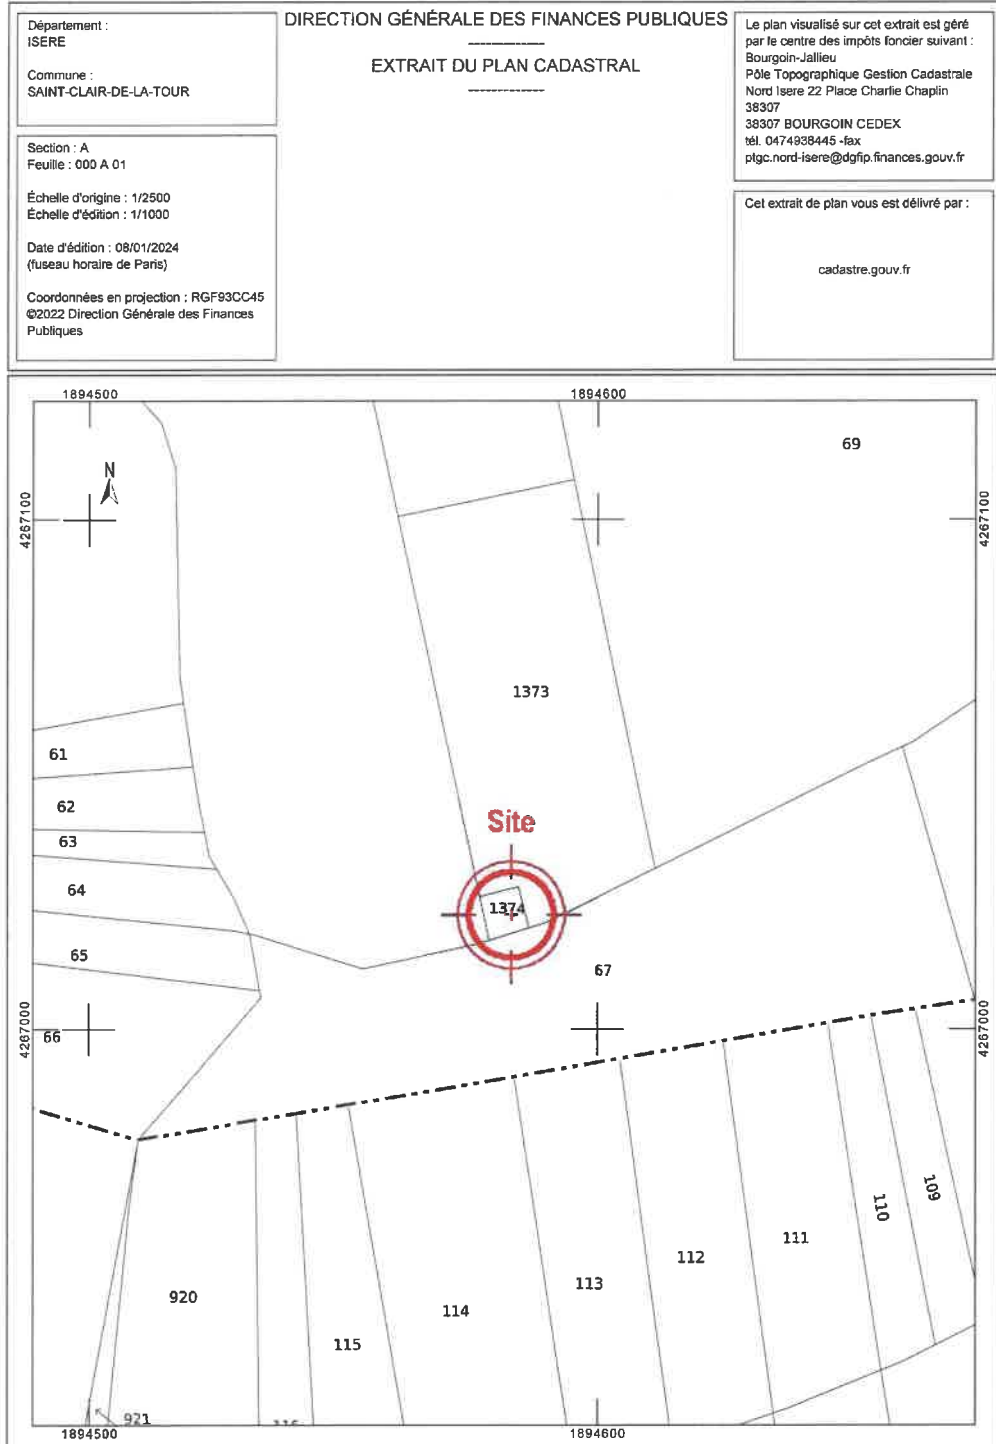 Département :
ISERE
Commune :
SAINT-CLAIR-DE-LA-TOUR
Section : A
Feuille : 000 A 01
Échelle d'origine : 1/2500
Échelle d'édition : 1/1000
Date d'édition : 08/01/2024
(fuseau horaire de Paris)
Coordonnées en projection : RGF93CC45
©2022 Direction Générale des Finances
Publiques
DIRECTION GÉNÉRALE DES FINANCES PUBLIQUES
EXTRAIT DU PLAN CADASTRAL
Le plan visualisé sur cet extrait est géré
par le centre des impôts foncier suivant :
Bourgoin-Jallieu
Pôle Topographique Gestion Cadastrale
Nord Isere 22 Place Charlie Chaplin
38307
38307 BOURGOIN CEDEX
tél. 0474938445 -fax
ptgc.nord-isere@dgfip.finances.gouv.fr
Cet extrait de plan vous est délivré par :
cadastre.gouv.fr
1894500
1894600
69
N
4267100
4267100
1373
61
62
63
Site
64
1374
65
67
4267000
66
4267000
109
110
111
112
113
920
114
115
921
116
1894500
1894600